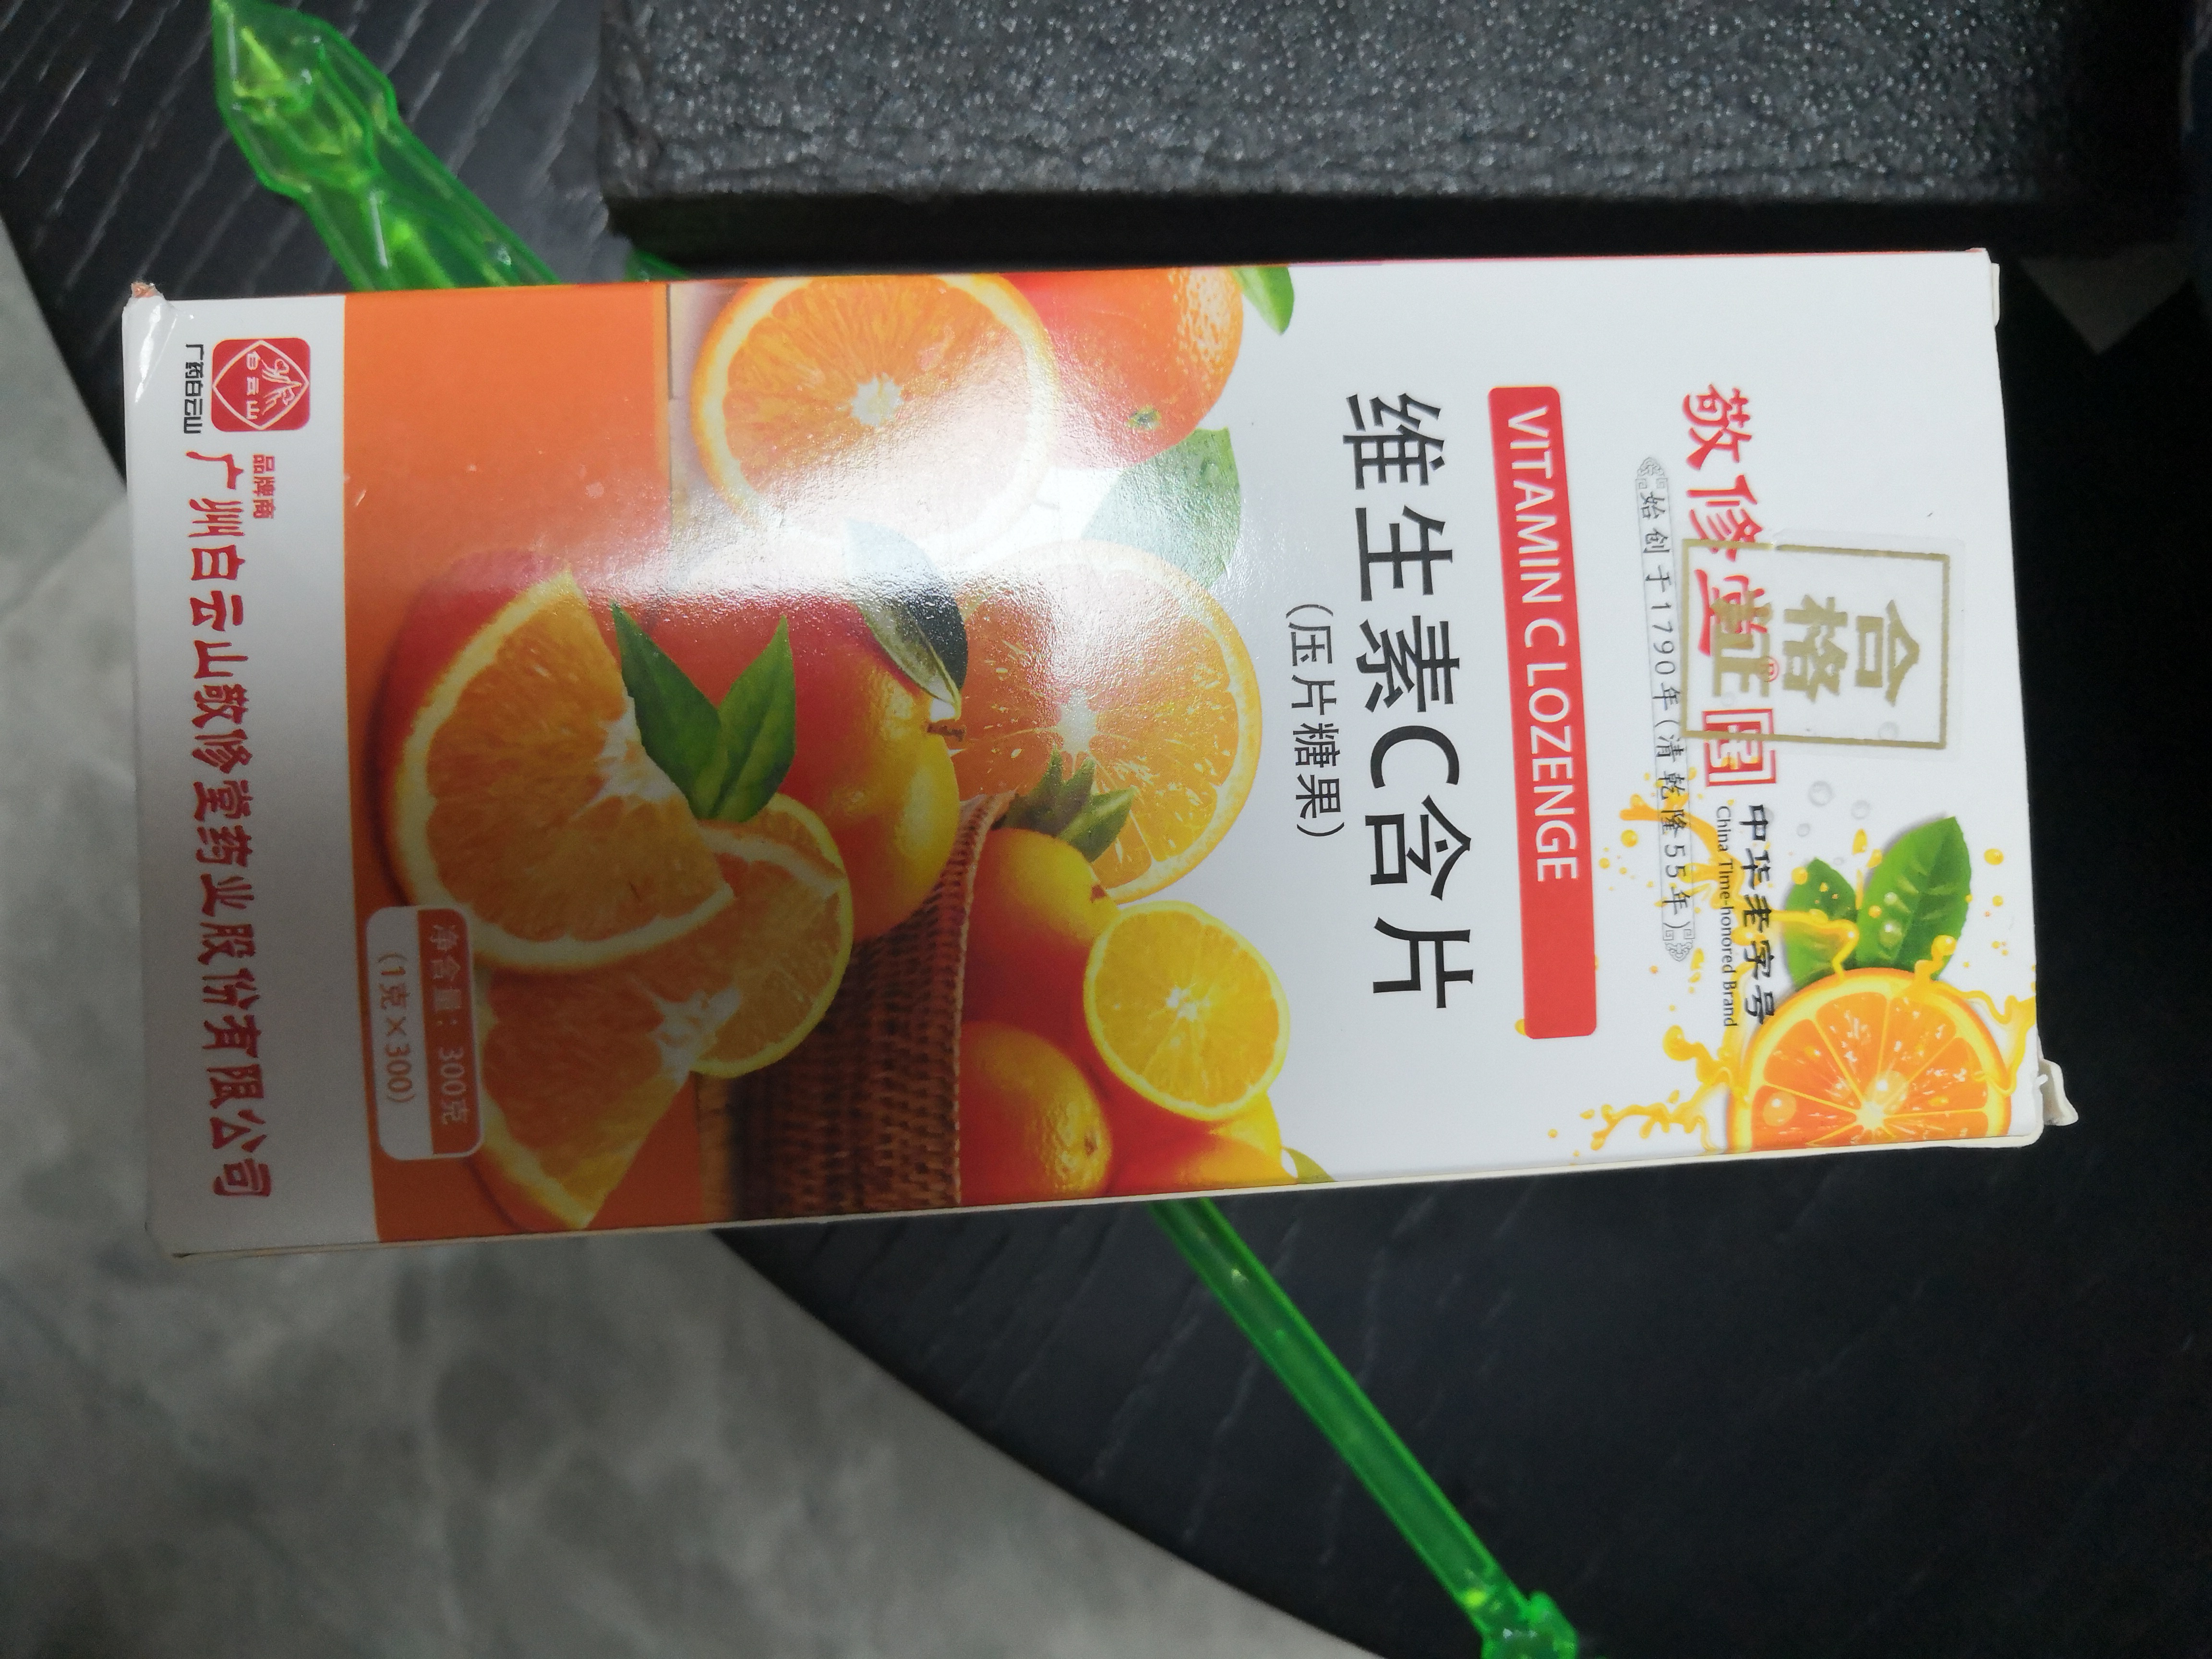 敬修堂®
中华老字号
China Time-honored Brand
始创于1790年(清乾隆55年)
合格证
VITAMIN C LOZENGE
维生素C含片
(压片糖果)
净含量：300克
(1克×300)
白云山
广药白云山
品牌商
广州白云山敬修堂药业股份有限公司